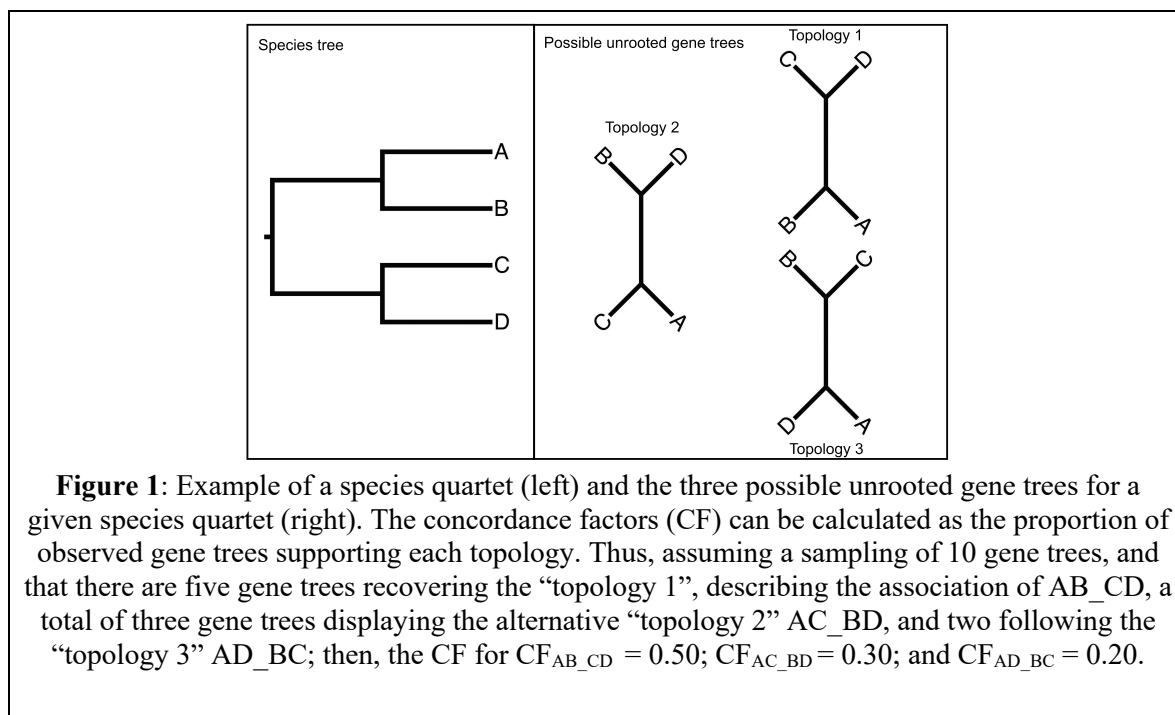 Species tree
A
B
C
D
Possible unrooted gene trees
Topology 2
B D
C A
Topology 1
C D
B A
B C
D A
Topology 3
Figure 1: Example of a species quartet (left) and the three possible unrooted gene trees for a
given species quartet (right). The concordance factors (CF) can be calculated as the proportion of
observed gene trees supporting each topology. Thus, assuming a sampling of 10 gene trees, and
that there are five gene trees recovering the “topology 1”, describing the association of AB_CD, a
total of three gene trees displaying the alternative “topology 2” AC_BD, and two following the
“topology 3” AD_BC; then, the CF for CFAB_CD = 0.50; CFAC_BD = 0.30; and CFAD_BC = 0.20.